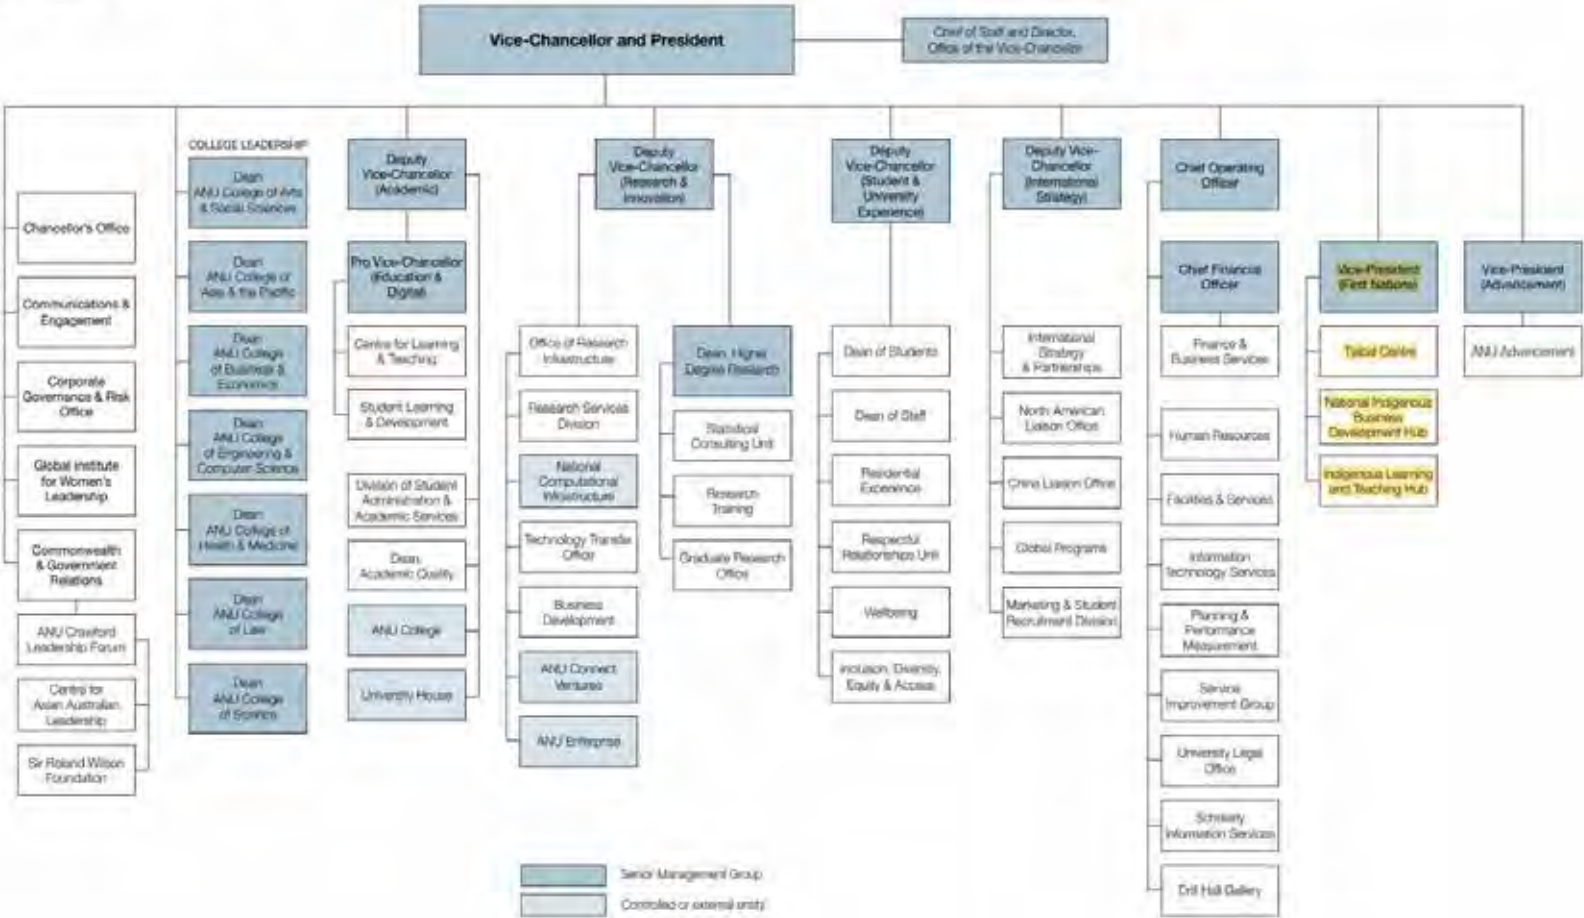 Vice-Chancellor and President
Chief of Staff and Director,
Office of the Vice-Chancellor
Chancellor's Office
Communications &
Engagement
Corporate
Governance & Risk
Office
Global Institute
for Women's
Leadership
Commonwealth
& Government
Relations
ANU Crawford
Leadership Forum
Centre for
Asian Australian
Leadership
Sir Roland Wilson
Foundation
COLLEGE LEADERSHIP
Dean
ANU College of Arts
& Social Sciences
Dean
ANU College of
Asia & the Pacific
Dean
ANU College
of Business &
Economics
Dean
ANU College
of Engineering &
Computer Science
Dean
ANU College of
Health & Medicine
Dean
ANU College
of Law
Dean
ANU College
of Science
Deputy
Vice-Chancellor
(Academic)
Pro Vice-Chancellor
(Education &
Digital)
Centre for Learning
& Teaching
Student Learning
& Development
Division of Student
Administration &
Academic Services
Dean,
Academic Quality
ANU College
University House
Deputy
Vice-Chancellor
(Research &
Innovation)
Office of Research
Infrastructure
Research Services
Division
National
Computational
Infrastructure
Technology Transfer
Office
Business
Development
ANU Connect
Ventures
ANU Enterprise
Dean, Higher
Degree Research
Statistical
Consulting Unit
Research
Training
Graduate Research
Office
Deputy
Vice-Chancellor
(Student &
University
Experience)
Dean of Students
Dean of Staff
Residential
Experience
Respectful
Relationships Unit
Wellbeing
Inclusion, Diversity,
Equity & Access
Deputy Vice-
Chancellor
(International
Strategy)
International
Strategy
& Partnerships
North American
Liaison Office
China Liaison Office
Global Programs
Marketing & Student
Recruitment Division
Chief Operating
Officer
Chief Financial
Officer
Finance &
Business Services
Human Resources
Facilities & Services
Information
Technology Services
Planning &
Performance
Measurement
Service
Improvement Group
University Legal
Office
Scholarly
Information Services
Drill Hall Gallery
Vice-President
(First Nations)
Tjabal Centre
National Indigenous
Business
Development Hub
Indigenous Learning
and Teaching Hub
Vice-President
(Advancement)
ANU Advancement
Senior Management Group
Controlled or external entity